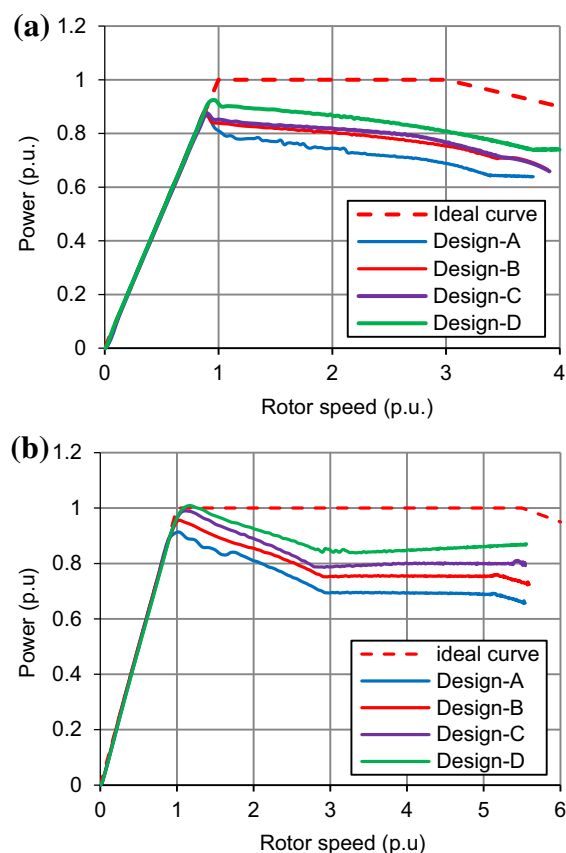 (a)
1.2
1
0.8
0.6
0.4
0.2
0
Power (p.u.)
0 1 2 3 4
Rotor speed (p.u.)
Ideal curve
Design-A
Design-B
Design-C
Design-D
(b)
1.2
1
0.8
0.6
0.4
0.2
0
Power (p.u)
0 1 2 3 4 5 6
Rotor speed (p.u)
ideal curve
Design-A
Design-B
Design-C
Design-D